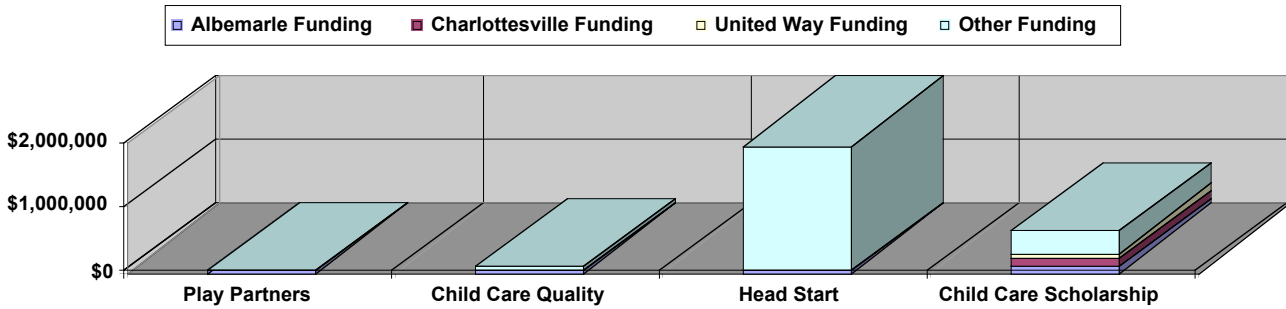 Albemarle Funding Charlottesville Funding United Way Funding Other Funding
$2,000,000
$1,000,000
$0
Play Partners Child Care Quality Head Start Child Care Scholarship